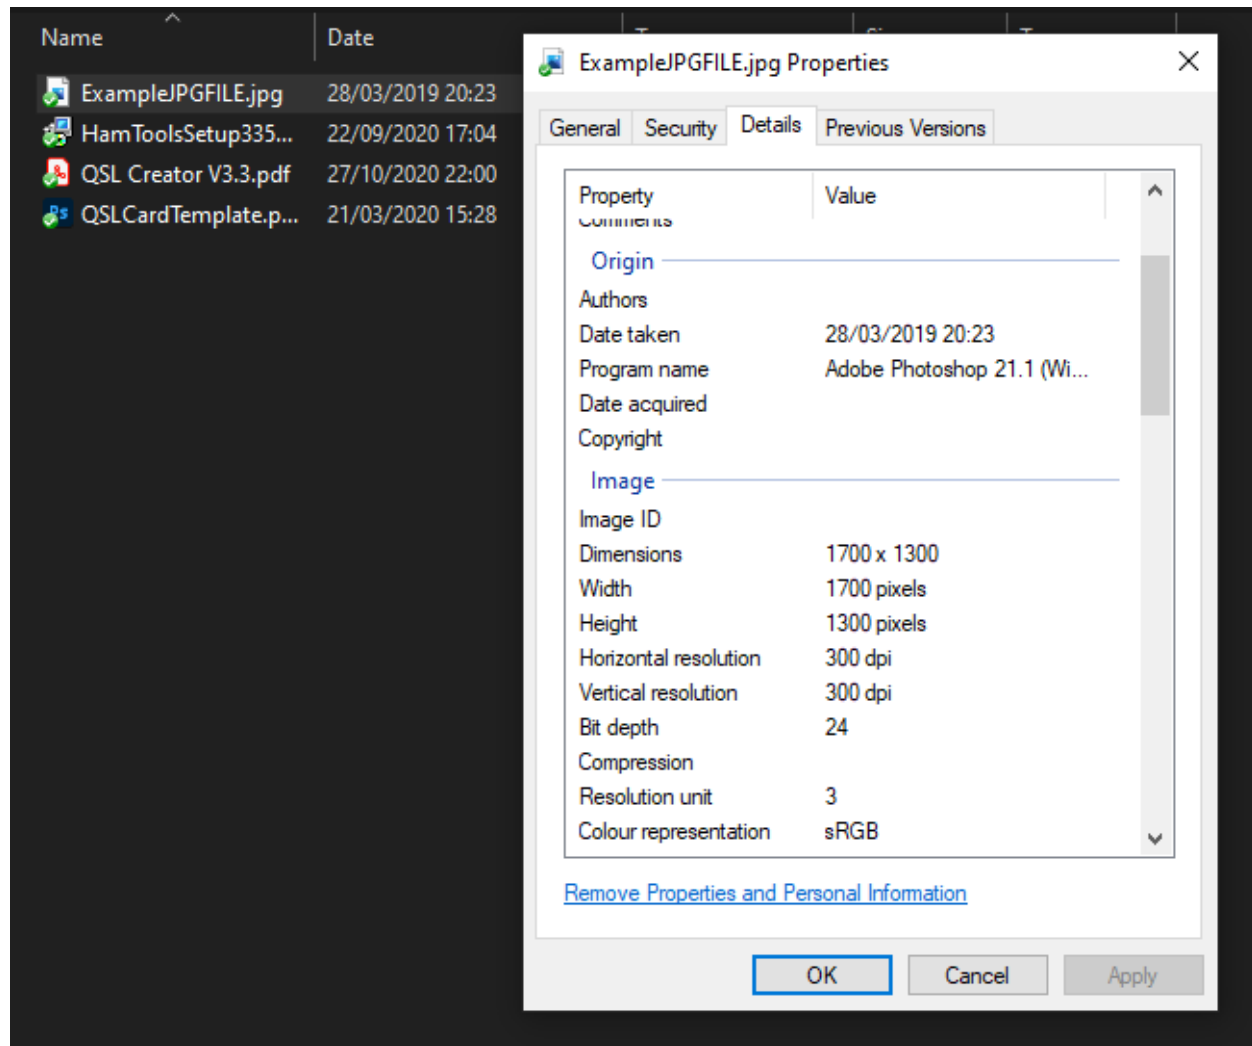 Name Date
ExampleJPGFILE.jpg 28/03/2019 20:23
HamToolsSetup335... 22/09/2020 17:04
QSL Creator V3.3.pdf 27/10/2020 22:00
QSLCardTemplate.p... 21/03/2020 15:28
ExampleJPGFILE.jpg Properties
General Security Details Previous Versions
Property Value
Comments
Origin
Authors
Date taken 28/03/2019 20:23
Program name Adobe Photoshop 21.1 (Wi...
Date acquired
Copyright
Image
Image ID
Dimensions 1700 x 1300
Width 1700 pixels
Height 1300 pixels
Horizontal resolution 300 dpi
Vertical resolution 300 dpi
Bit depth 24
Compression
Resolution unit 3
Colour representation sRGB
Remove Properties and Personal Information
OK Cancel Apply